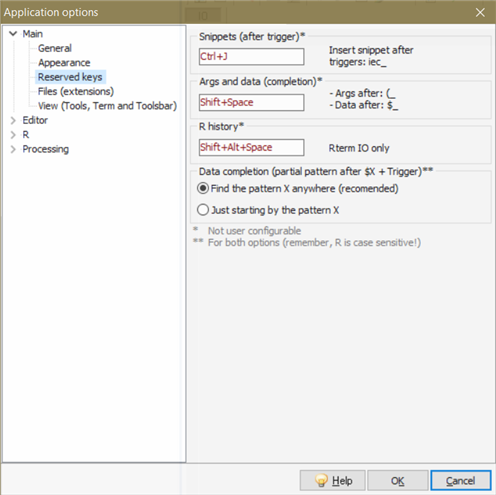 Application options
Main
General
Appearance
Reserved keys
Files (extensions)
View (Tools, Term and Toolsbar)
Editor
R
Processing
Snippets (after trigger)*
Ctrl+J
Insert snippet after
triggers: iec_
Args and data (completion)*
Shift+Space
- Args after: (_
- Data after: $_
R history*
Shift+Alt+Space
Rterm IO only
Data completion (partial pattern after $X + Trigger)**
Find the pattern X anywhere (recomended)
Just starting by the pattern X
* Not user configurable
** For both options (remember, R is case sensitive!)
Help
OK
Cancel